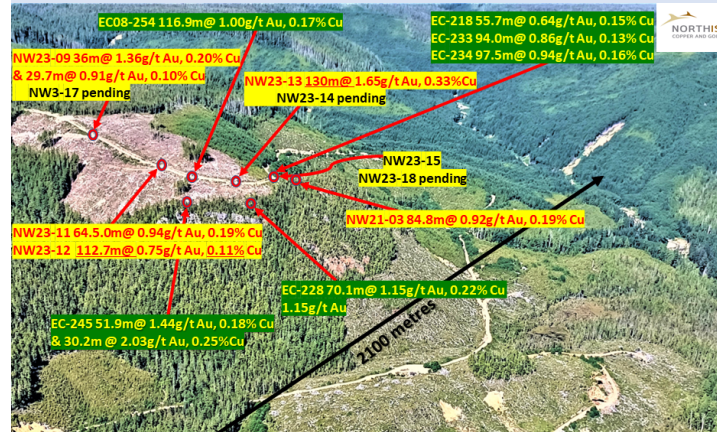 EC08-254 116.9m@ 1.00g/t Au, 0.17% Cu
EC-218 55.7m@ 0.64g/t Au, 0.15% Cu
EC-233 94.0m@ 0.86g/t Au, 0.13% Cu
EC-234 97.5m@ 0.94g/t Au, 0.16% Cu
NORTHIS
COPPER AND GO
NW23-09 36m@ 1.36g/t Au, 0.20% Cu
& 29.7m@ 0.91g/t Au, 0.10% Cu
NW3-17 pending
NW23-13 130m@ 1.65g/t Au, 0.33%Cu
NW23-14 pending
NW23-15
NW23-18 pending
NW21-03 84.8m@ 0.92g/t Au, 0.19% Cu
NW23-11 64.5.0m@ 0.94g/t Au, 0.19% Cu
NW23-12 112.7m@ 0.75g/t Au, 0.11% Cu
EC-228 70.1m@ 1.15g/t Au, 0.22% Cu
1.15g/t Au
EC-245 51.9m@ 1.44g/t Au, 0.18% Cu
& 30.2m @ 2.03g/t Au, 0.25%Cu
2100 metres